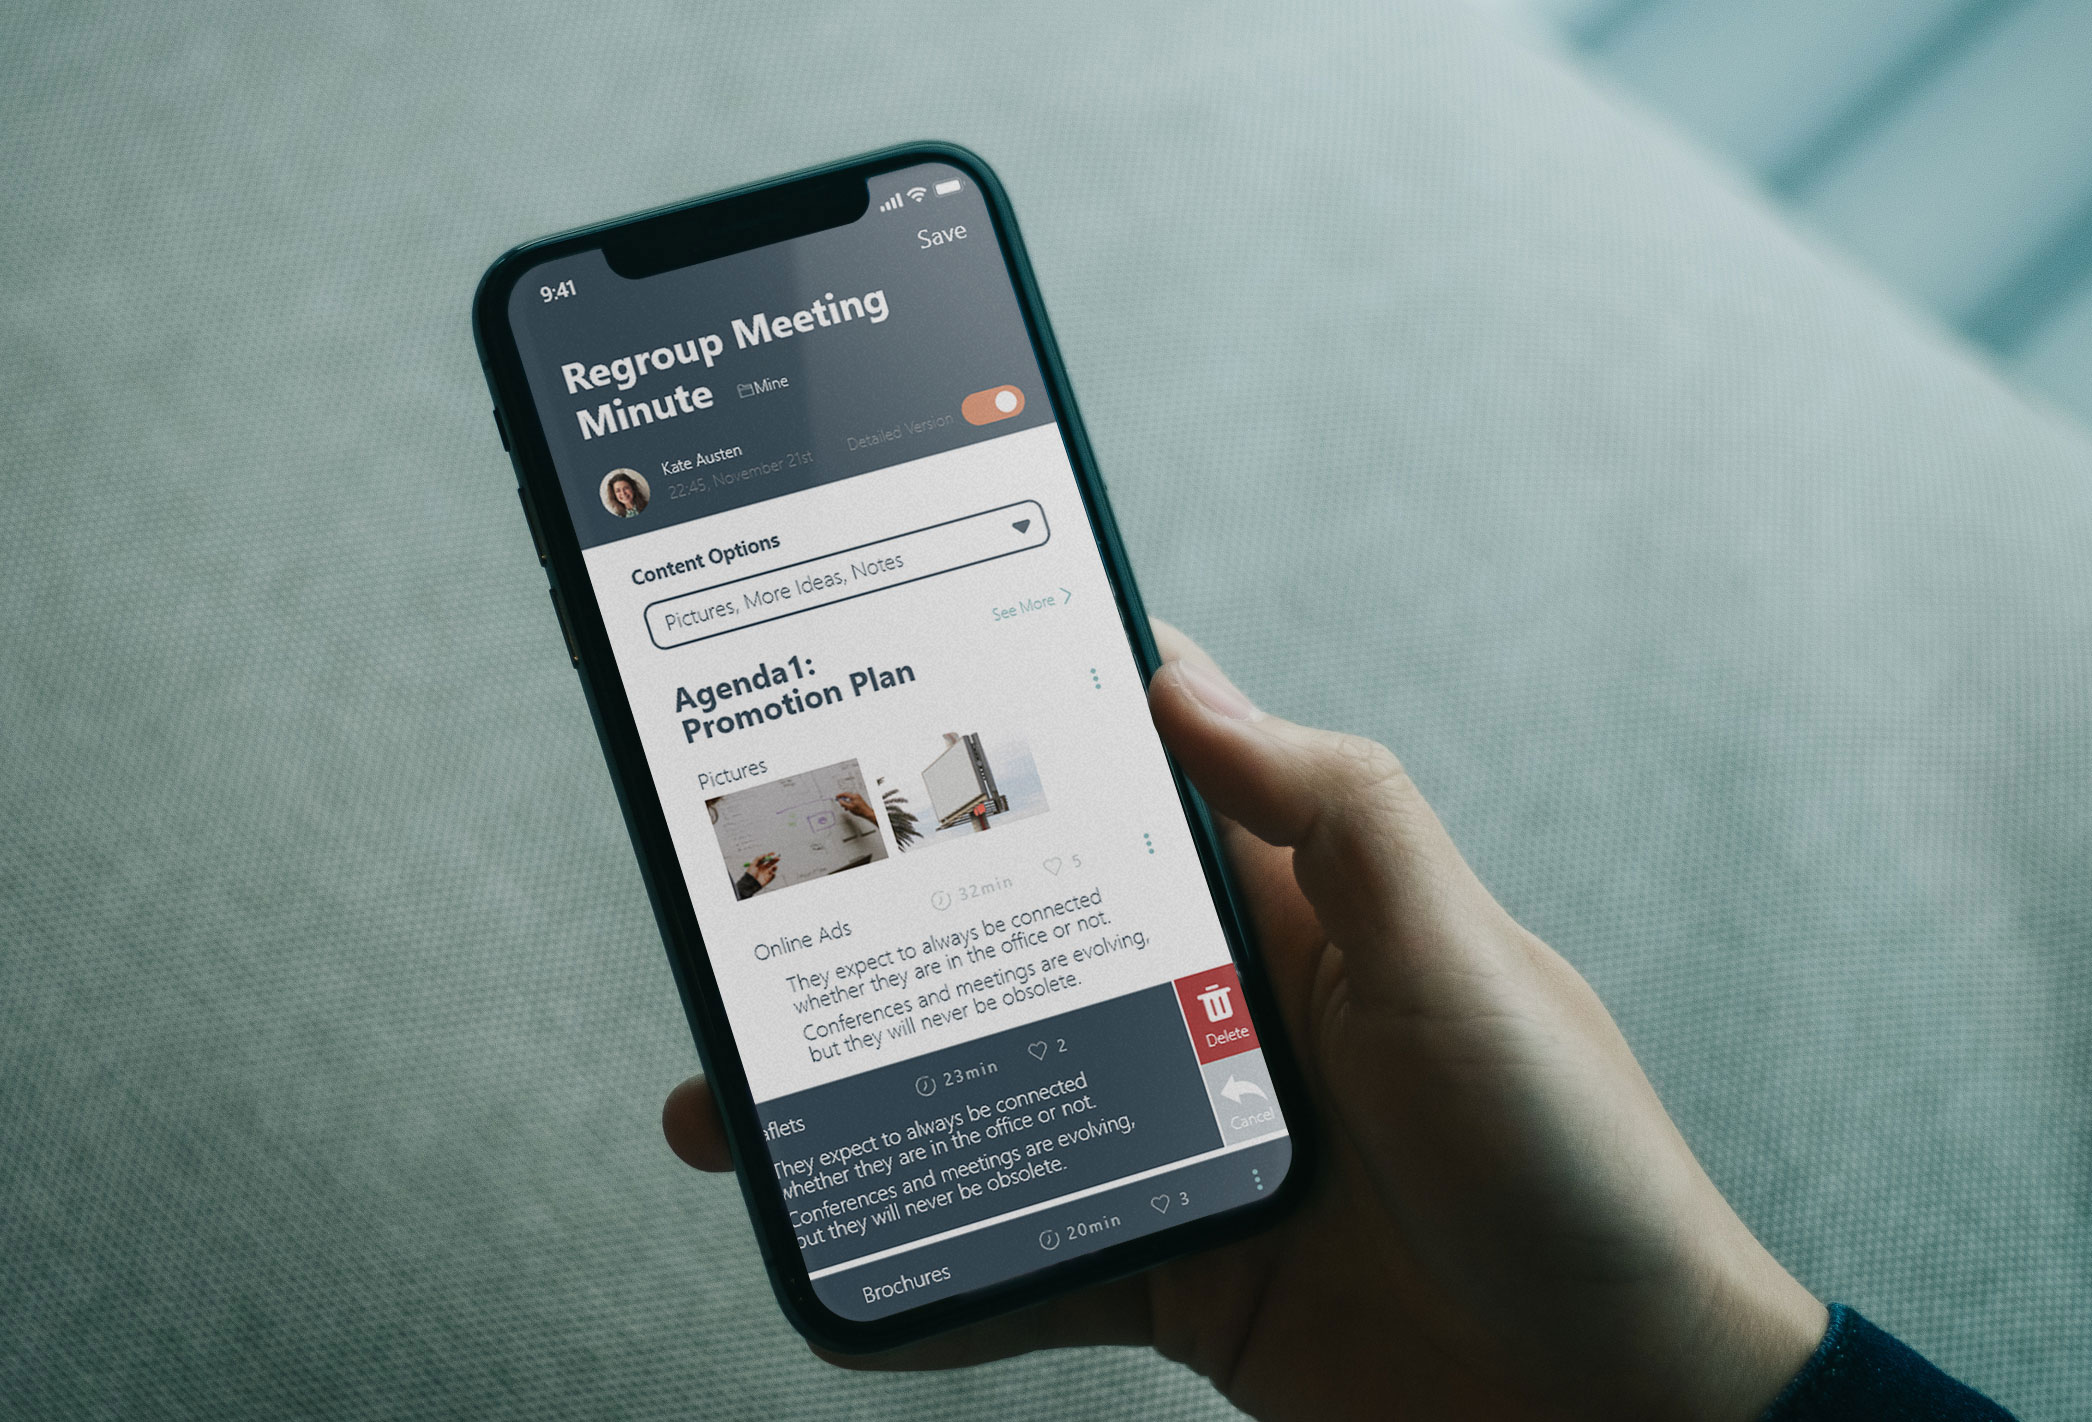 9:41
Save
Regroup Meeting
Minute
Mine
Kate Austen
22:45, November 21st
Detailed Version
Content Options
Pictures, More Ideas, Notes
See More
Agenda1:
Promotion Plan
Pictures
Online Ads
32min
5
They expect to always be connected
whether they are in the office or not.
Conferences and meetings are evolving,
but they will never be obsolete.
aflets
23min
2
They expect to always be connected
whether they are in the office or not.
Conferences and meetings are evolving,
but they will never be obsolete.
Delete
Cancel
Brochures
20min
3